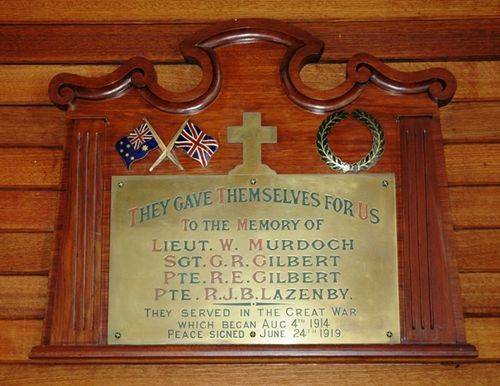 THEY GAVE THEMSELVES FOR US
TO THE MEMORY OF
LIEUT. W. MURDOCH
SGT. G.R. GILBERT
PTE. R.E. GILBERT
PTE. R.J.B. LAZENBY.
THEY SERVED IN THE GREAT WAR
WHICH BEGAN AUG 4TH 1914
PEACE SIGNED • JUNE 24TH 1919